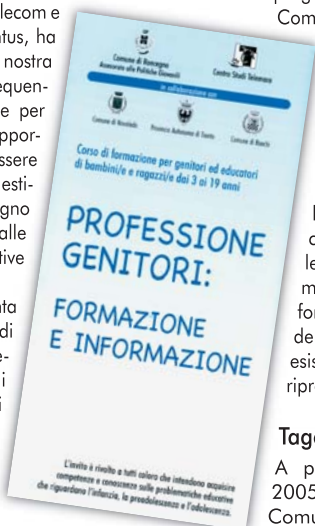 lecom e
ntus, ha
nostra
equen-
e per
ppor-
ssere
esti-
gno
alle
tive
nta
di
e-
i
i
Com
Comune di Roncegno
Assessorato alle Politiche Giovanili
Centro Studi Telemaro
in collaborazione con
Comune di Novaledo
Provincia Autonoma di Trento
Comune di Ronchi
Corso di formazione per genitori ed educatori
di bambini/e e ragazzi/e dai 3 ai 19 anni
PROFESSIONE
GENITORI:
FORMAZIONE
E INFORMAZIONE
L'invito è rivolto a tutti coloro che intendono acquisire
competenze e conoscenze sulle problematiche educative
che riguardano l'infanzia, la preadolescenza e l'adolescenza.
le
m
for
de
esis
ripr
Tag
A p
2005
Comu